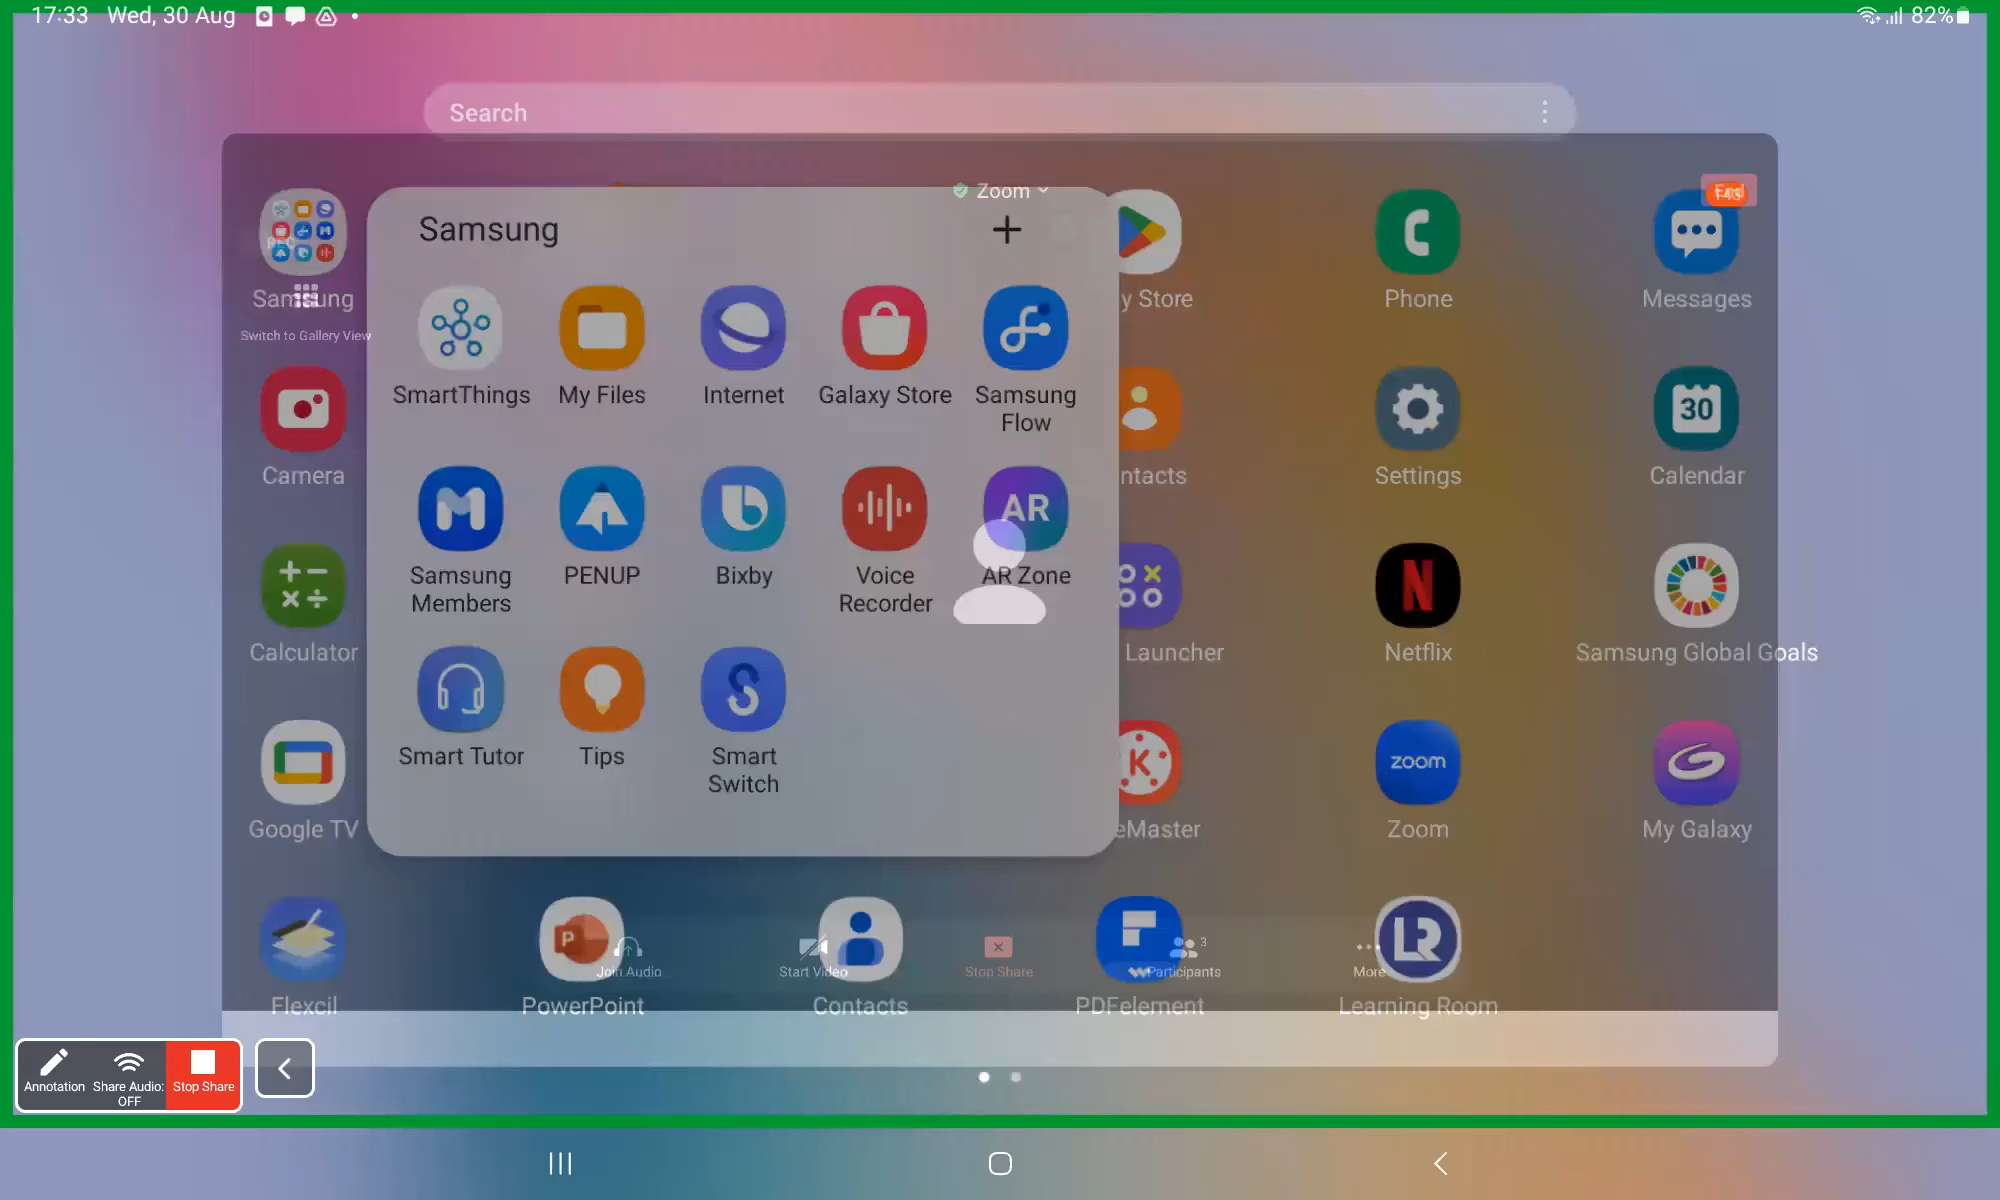 17:33 Wed, 30 Aug
82%
Search
Zoom
Samsung
Samsung
Switch to Gallery View
SmartThings
My Files
Internet
Galaxy Store
Samsung
Flow
y Store
Phone
Messages
Camera
Samsung
Members
PENUP
Bixby
Voice
Recorder
AR
AR Zone
ntacts
Settings
30
Calendar
Calculator
Smart Tutor
Tips
Smart
Switch
Launcher
N
Netflix
Samsung Global Goals
Google TV
K
eMaster
zoom
Zoom
My Galaxy
Flexcil
P
PowerPoint
Contacts
PDFelement
LR
Learning Room
Join Audio
Start Video
Stop Share
3
Participants
More
Annotation
Share Audio:
OFF
Stop Share